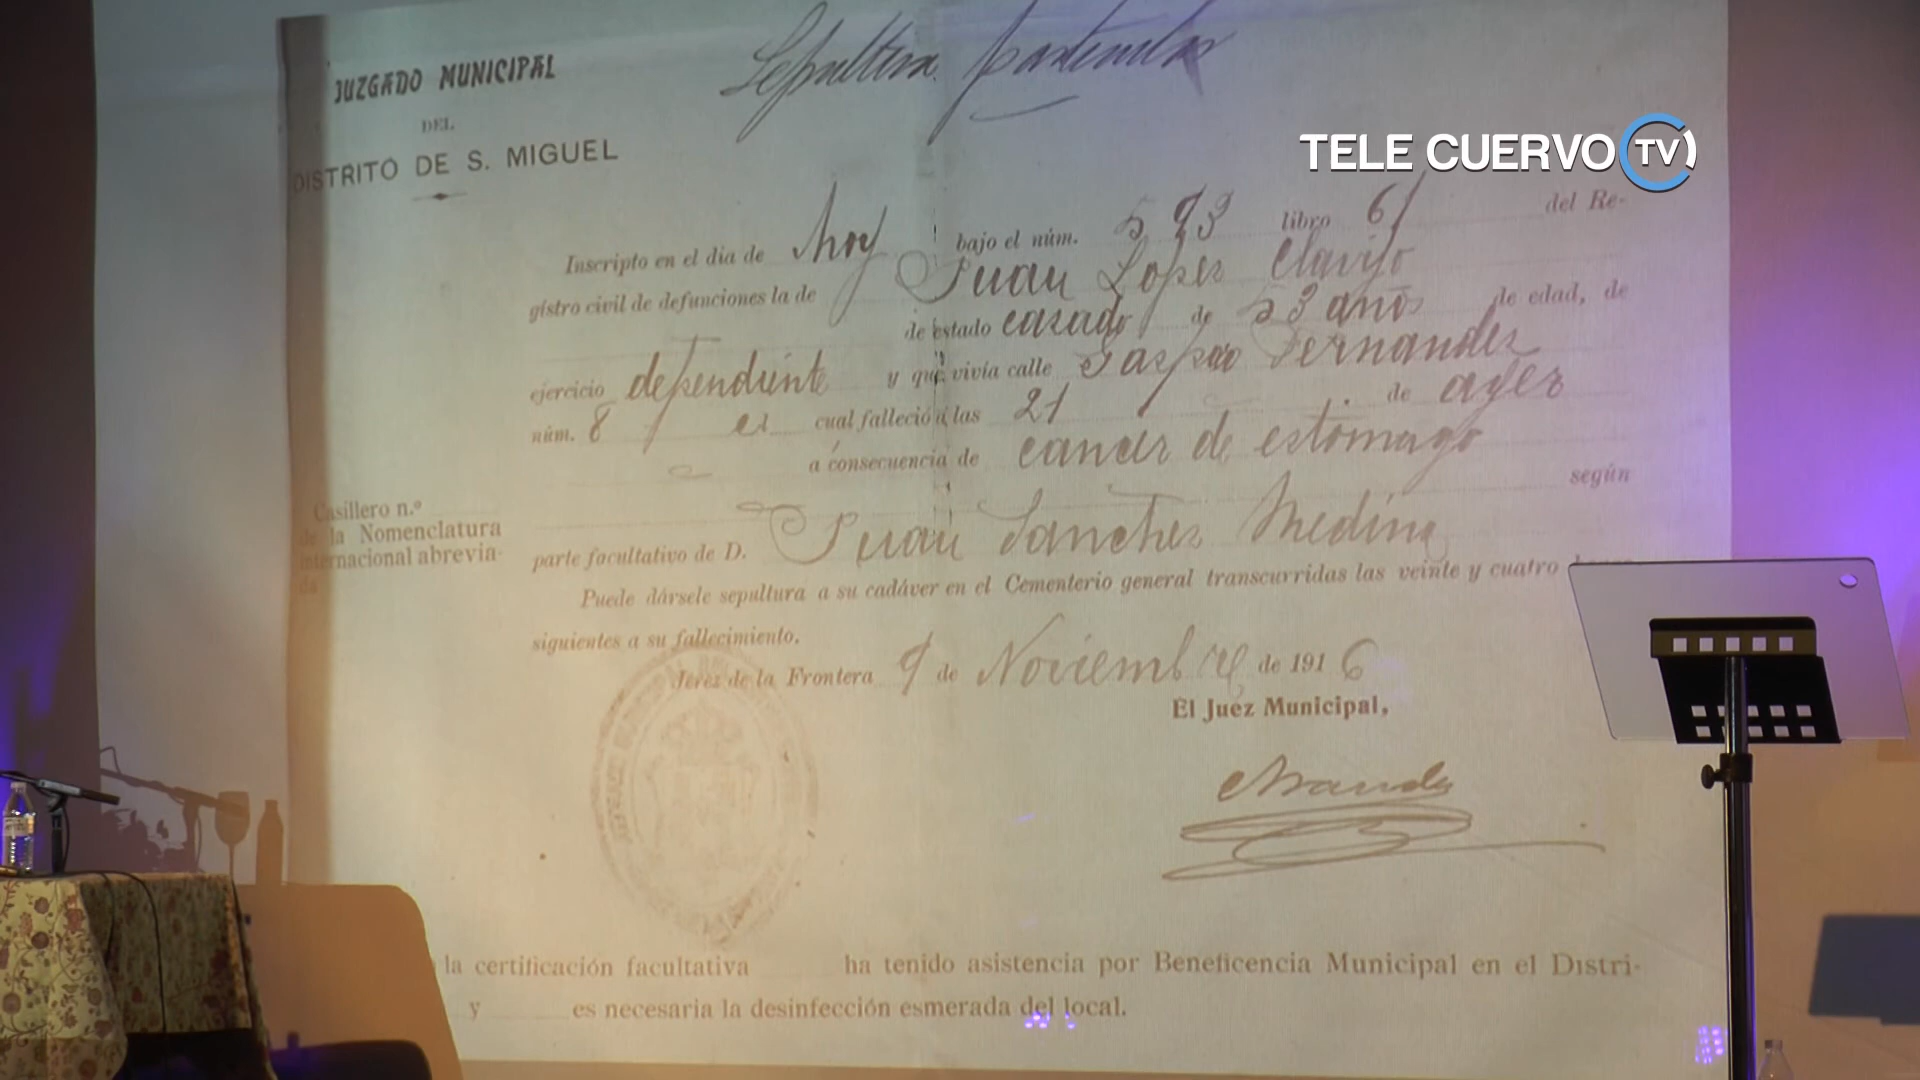 Sepultura particular
JUZGADO MUNICIPAL
DEL
DISTRITO DE S. MIGUEL
TELE CUERVO TV
Inscripto en el dia de hoy bajo el núm. 593 libro 61 del Re-
gistro civil de defunciones la de Juan Lopez Clavijo
de estado casado de 53 años de edad, de
ejercicio dependiente y que vivía calle Gaspar Fernandez
núm. 8 el cual falleció á las 21 de ayer
a consecuencia de cancer de estomago
según
Casillero n.º
de la Nomenclatura
internacional abrevia-
da
parte facultativo de D. Juan Sanchez Medina
Puede dársele sepultura a su cadáver en el Cementerio general transcurridas las veinte y cuatro
siguientes a su fallecimiento.
Jerez de la Frontera 9 de Noviembre de 1916
El Juez Municipal,
la certificación facultativa ha tenido asistencia por Beneficencia Municipal en el Distri-
y es necesaria la desinfección esmerada del local.